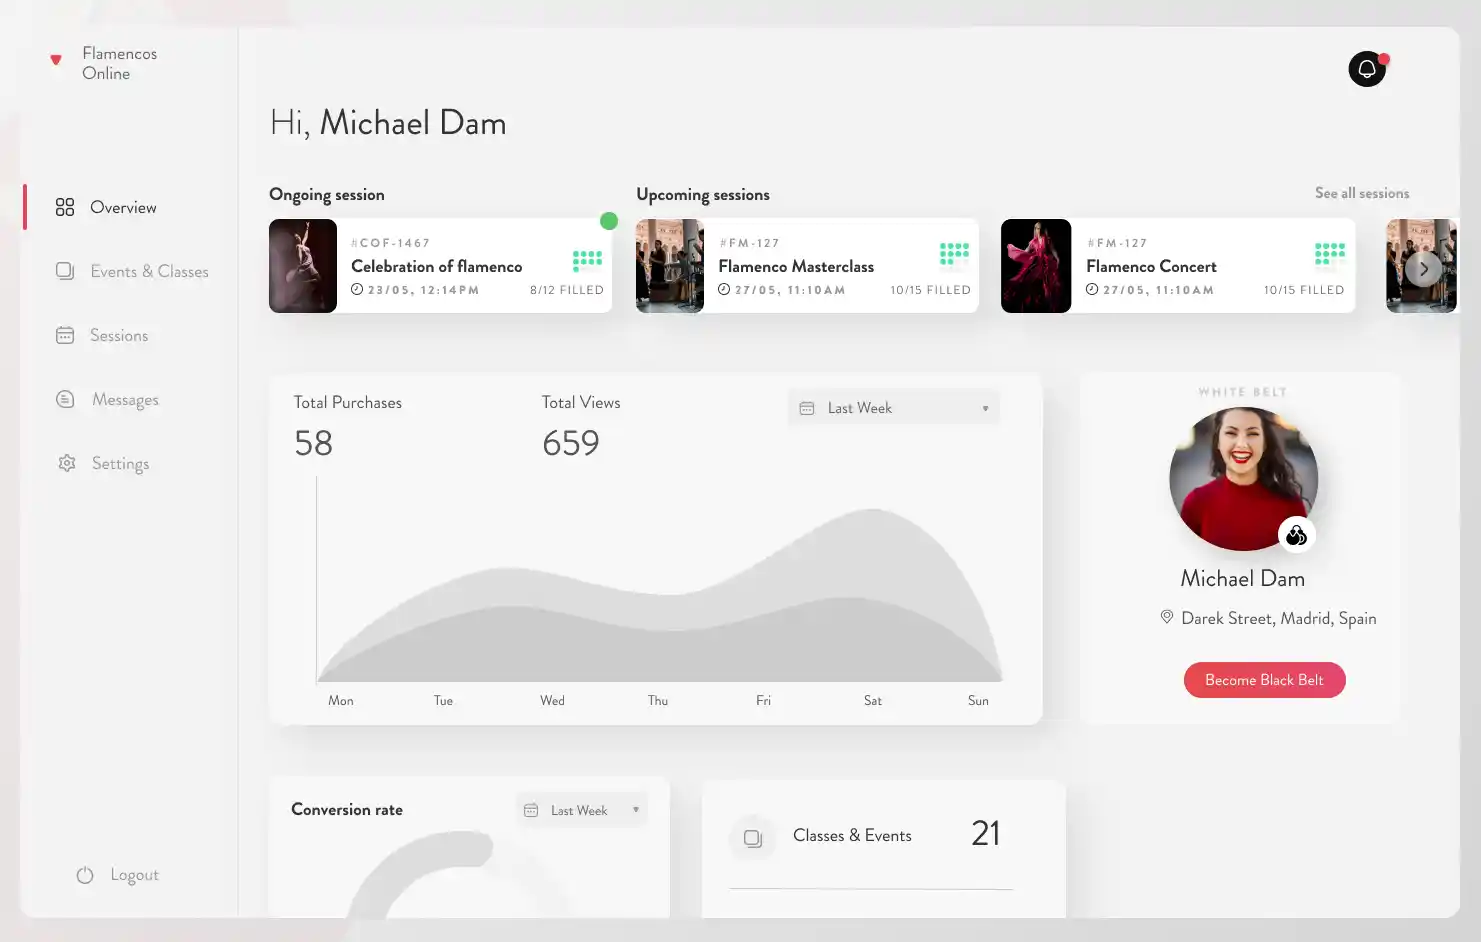 Flamencos
Online
Hi, Michael Dam
Overview
Events & Classes
Sessions
Messages
Settings
Logout
Ongoing session
#COF-1467
Celebration of flamenco
23/05, 12:14PM
8/12 FILLED
Upcoming sessions
See all sessions
#FM-127
Flamenco Masterclass
27/05, 11:10AM
10/15 FILLED
#FM-127
Flamenco Concert
27/05, 11:10AM
10/15 FILLED
Total Purchases
58
Total Views
659
Last Week
Mon Tue Wed Thu Fri Sat Sun
WHITE BELT
Michael Dam
Darek Street, Madrid, Spain
Become Black Belt
Conversion rate
Last Week
Classes & Events
21